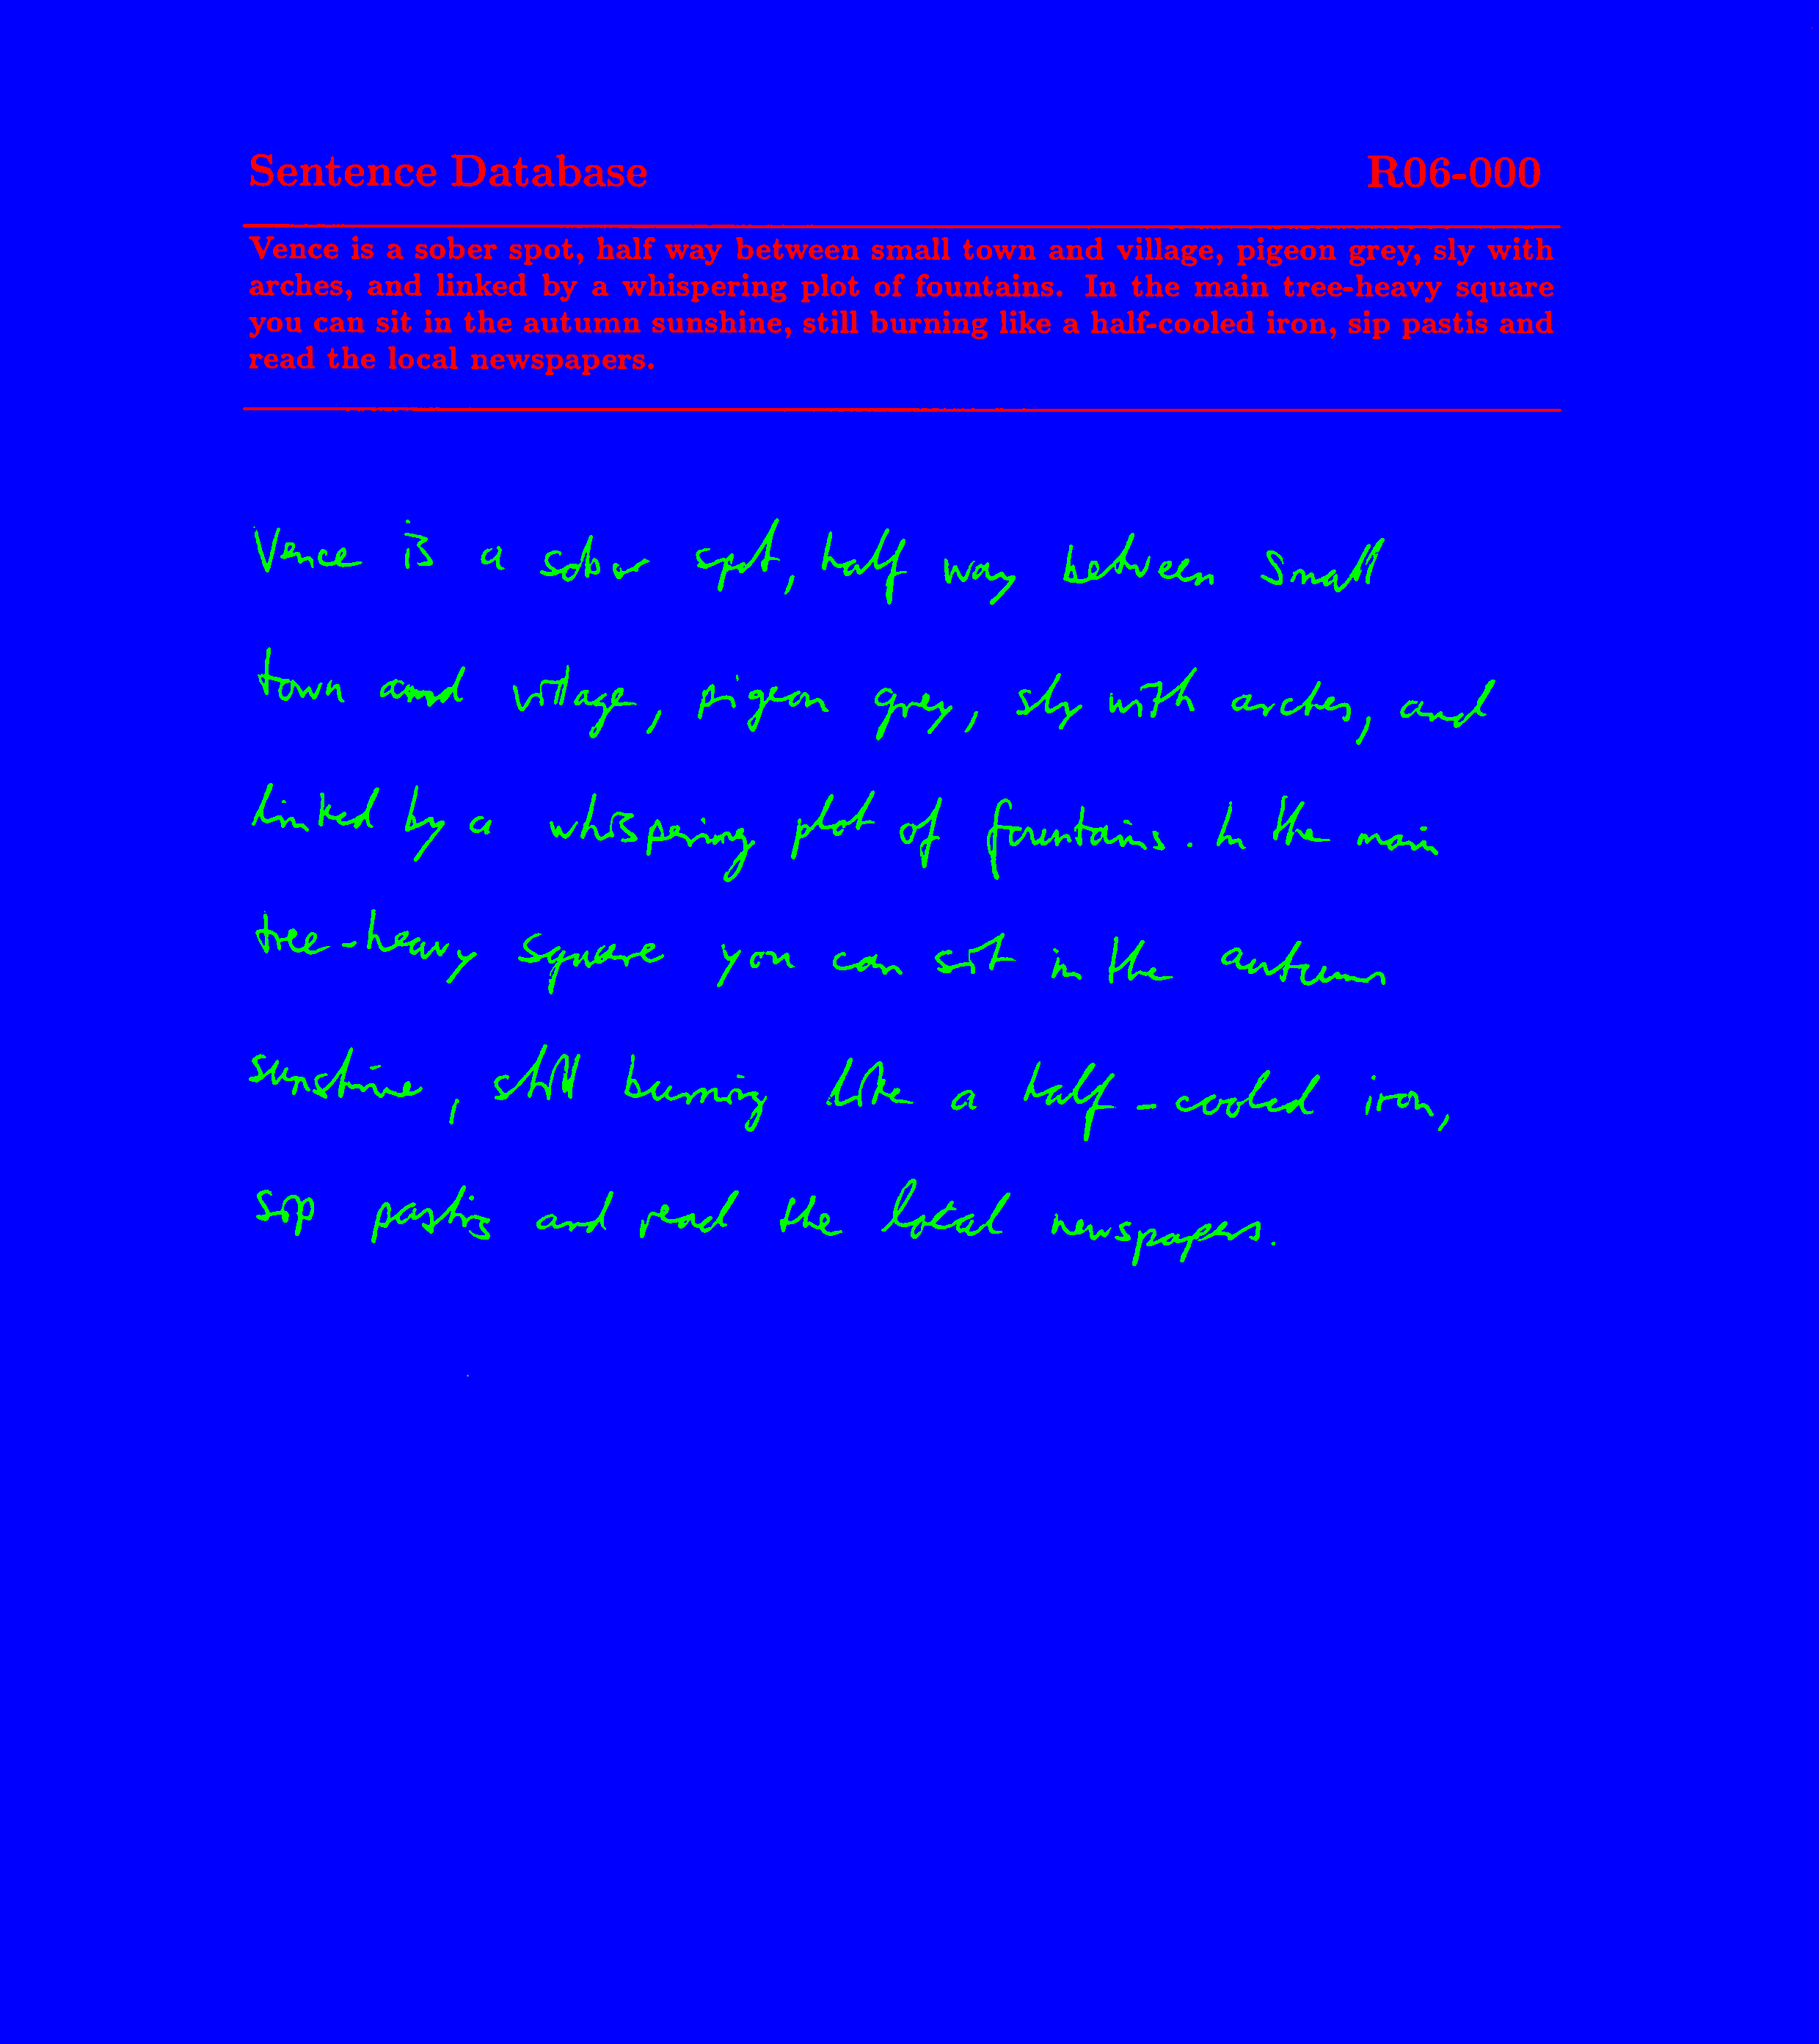 Sentence Database R06-000
Vence is a sober spot, half way between small town and village, pigeon grey, sly with
arches, and linked by a whispering plot of fountains. In the main tree-heavy square
you can sit in the autumn sunshine, still burning like a half-cooled iron, sip pastis and
read the local newspapers.
Vence is a sober spot, half way between small
town and village, pigeon grey, sly with arches, and
linked by a whispering plot of fountains. In the main
tree-heavy square you can sit in the autumn
sunshine, still burning like a half-cooled iron,
sip pastis and read the local newspapers.